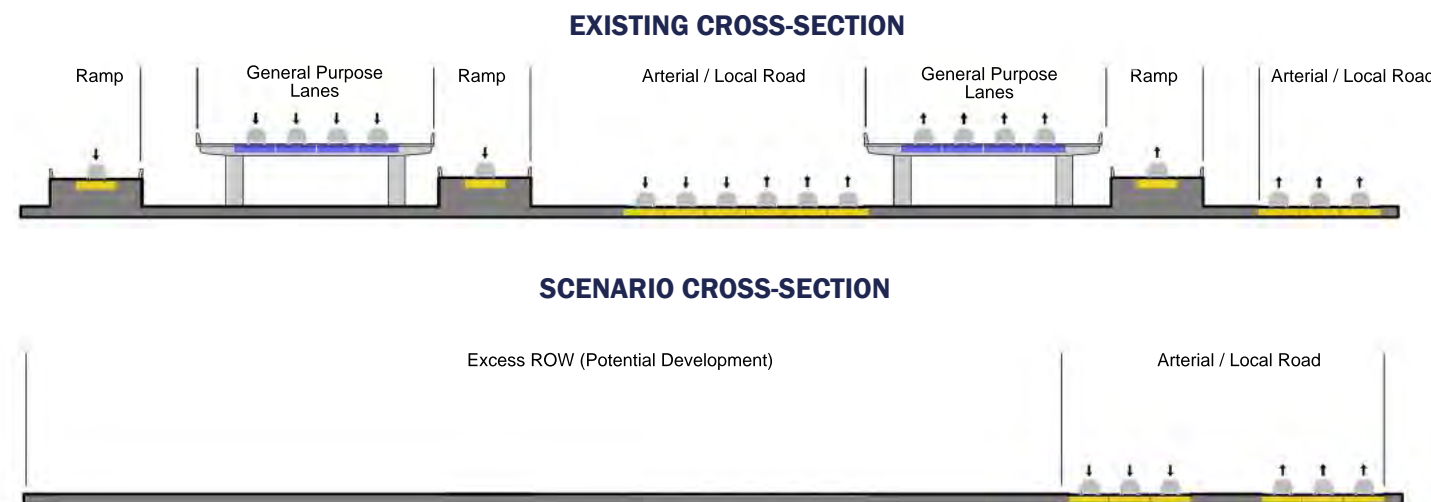 EXISTING CROSS-SECTION
Ramp
General Purpose
Lanes
Ramp
Arterial / Local Road
General Purpose
Lanes
Ramp
Arterial / Local Road
SCENARIO CROSS-SECTION
Excess ROW (Potential Development)
Arterial / Local Road